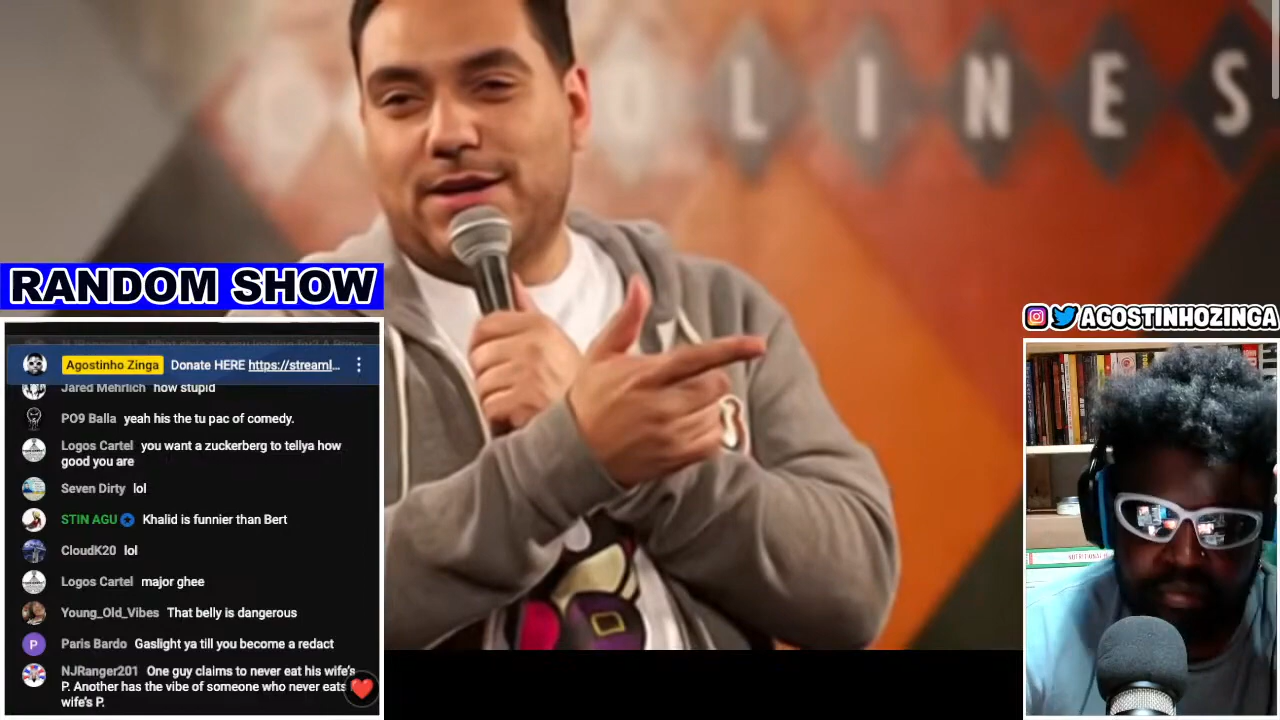 O L I N E S
RANDOM SHOW
AGOSTINHOZINGA
Agostinho Zinga Donate HERE https://streaml...
Jared Mehrlich how stupid
PO9 Balla yeah his the tu pac of comedy.
Logos Cartel you want a zuckerberg to tellya how
good you are
Seven Dirty lol
STIN AGU Khalid is funnier than Bert
CloudK20 lol
Logos Cartel major ghee
Young_Old_Vibes That belly is dangerous
P Paris Bardo Gaslight ya till you become a redact
NJRanger201 One guy claims to never eat his wife's
P. Another has the vibe of someone who never eats
wife's P.